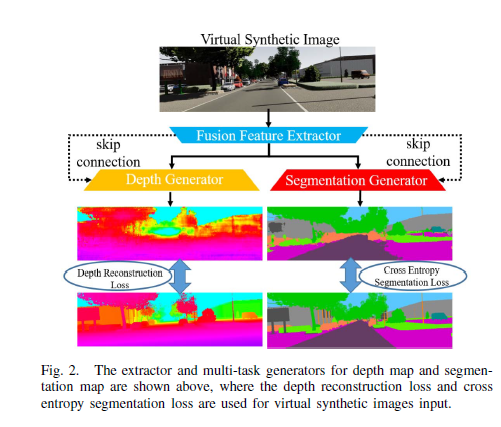 Virtual Synthetic Image
Fusion Feature Extractor
skip
connection
skip
connection
Depth Generator
Segmentation Generator
Depth Reconstruction
Loss
Cross Entropy
Segmentation Loss
Fig. 2. The extractor and multi-task generators for depth map and segmen-
tation map are shown above, where the depth reconstruction loss and cross
entropy segmentation loss are used for virtual synthetic images input.